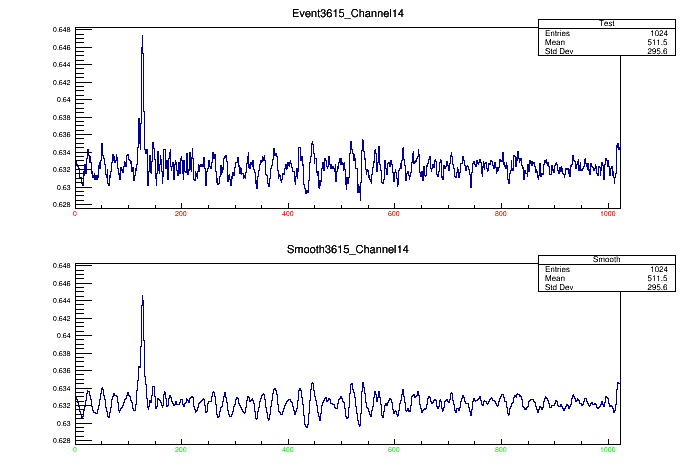 Event3615_Channel14
Test
Entries 1024
Mean 511.5
Std Dev 295.6
0.648
0.646
0.644
0.642
0.64
0.638
0.636
0.634
0.632
0.63
0.628
0 200 400 600 800 1000
Smooth3615_Channel14
Smooth
Entries 1024
Mean 511.5
Std Dev 295.6
0.648
0.646
0.644
0.642
0.64
0.638
0.636
0.634
0.632
0.63
0.628
0 200 400 600 800 1000